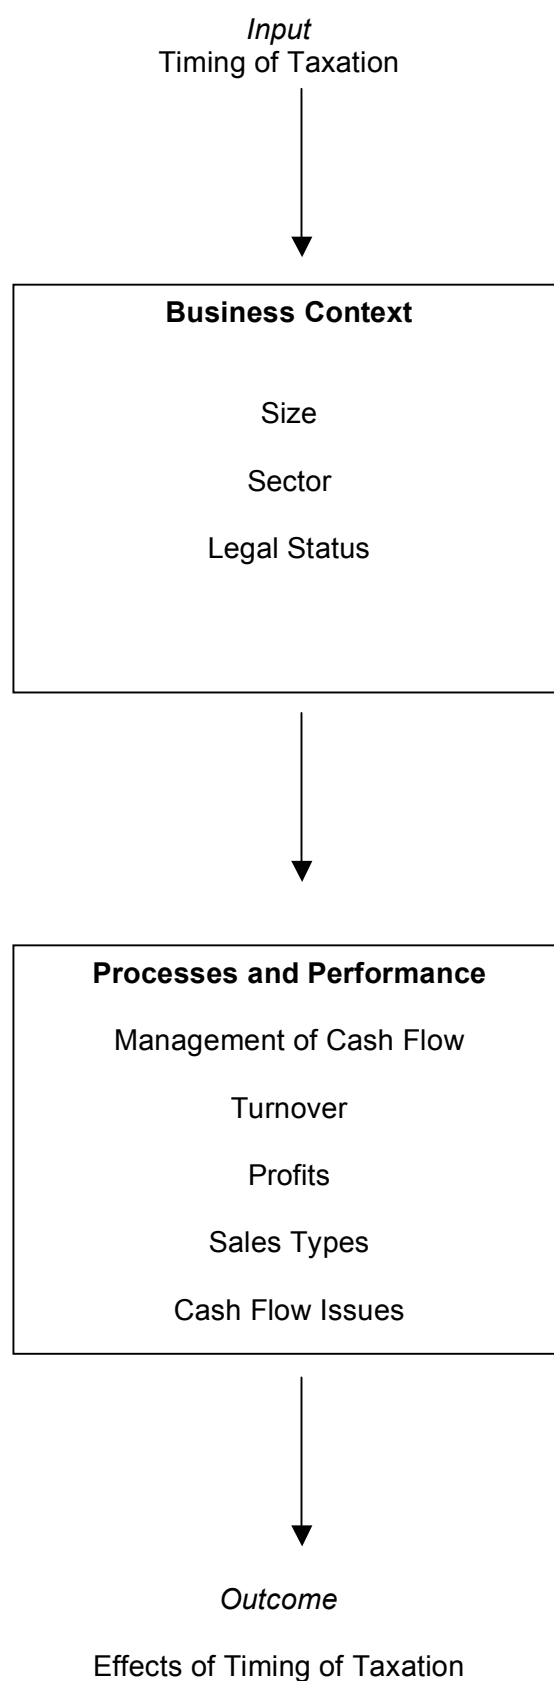 Input
Timing of Taxation
Business Context
Size
Sector
Legal Status
Processes and Performance
Management of Cash Flow
Turnover
Profits
Sales Types
Cash Flow Issues
Outcome
Effects of Timing of Taxation